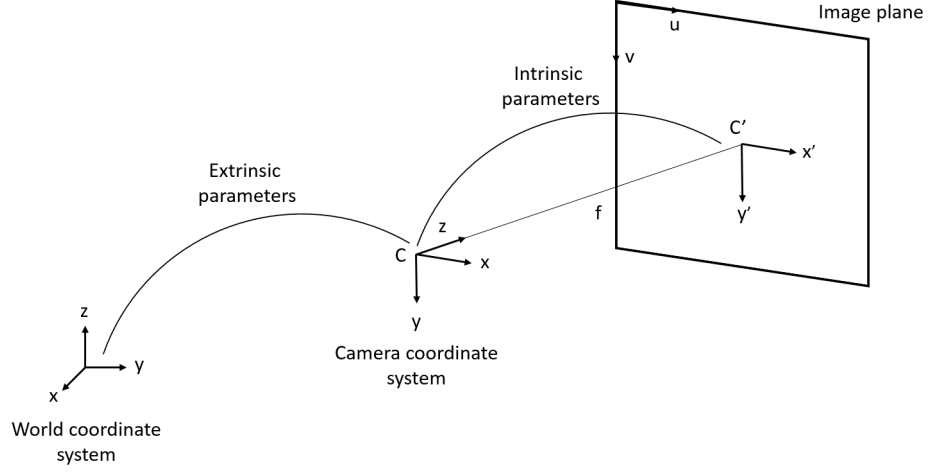 Image plane
u
v
Intrinsic
parameters
C’
x’
y’
f
Extrinsic
parameters
z
C
x
y
Camera coordinate
system
z
y
x
World coordinate
system